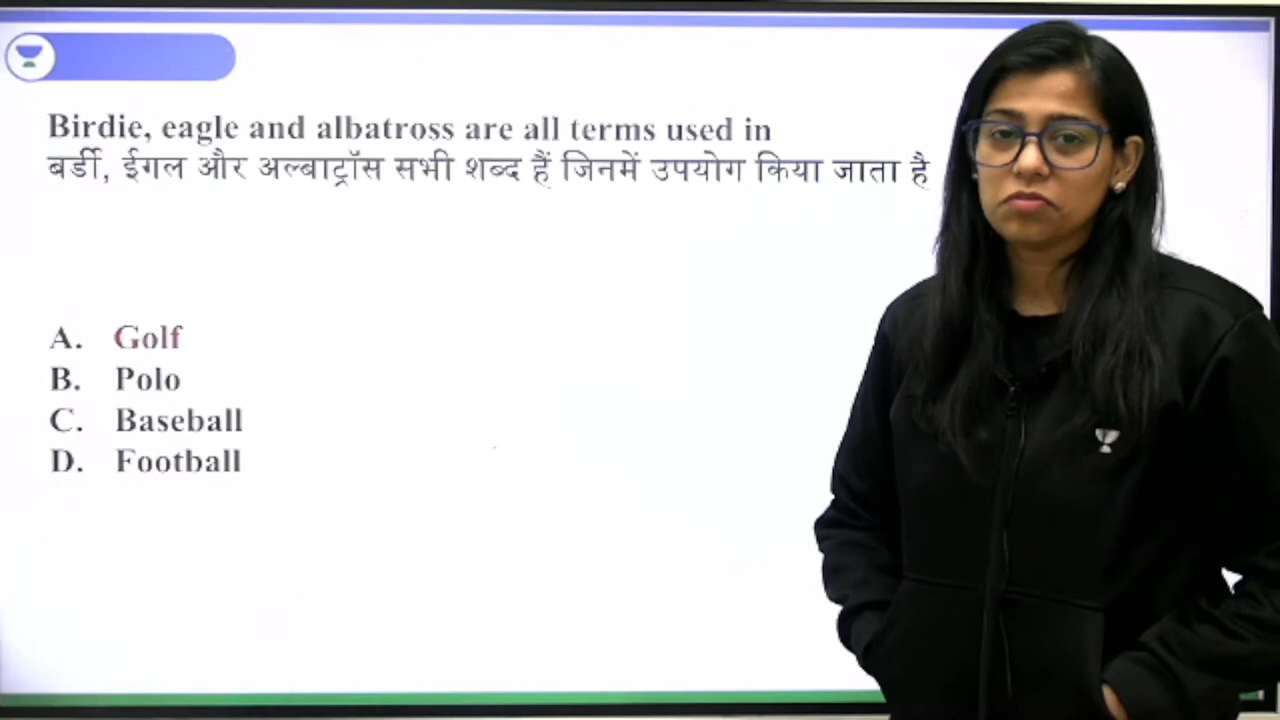 Birdie, eagle and albatross are all terms used in
बर्डी, ईगल और अल्बाट्रॉस सभी शब्द हैं जिनमें उपयोग किया जाता है
A. Golf
B. Polo
C. Baseball
D. Football